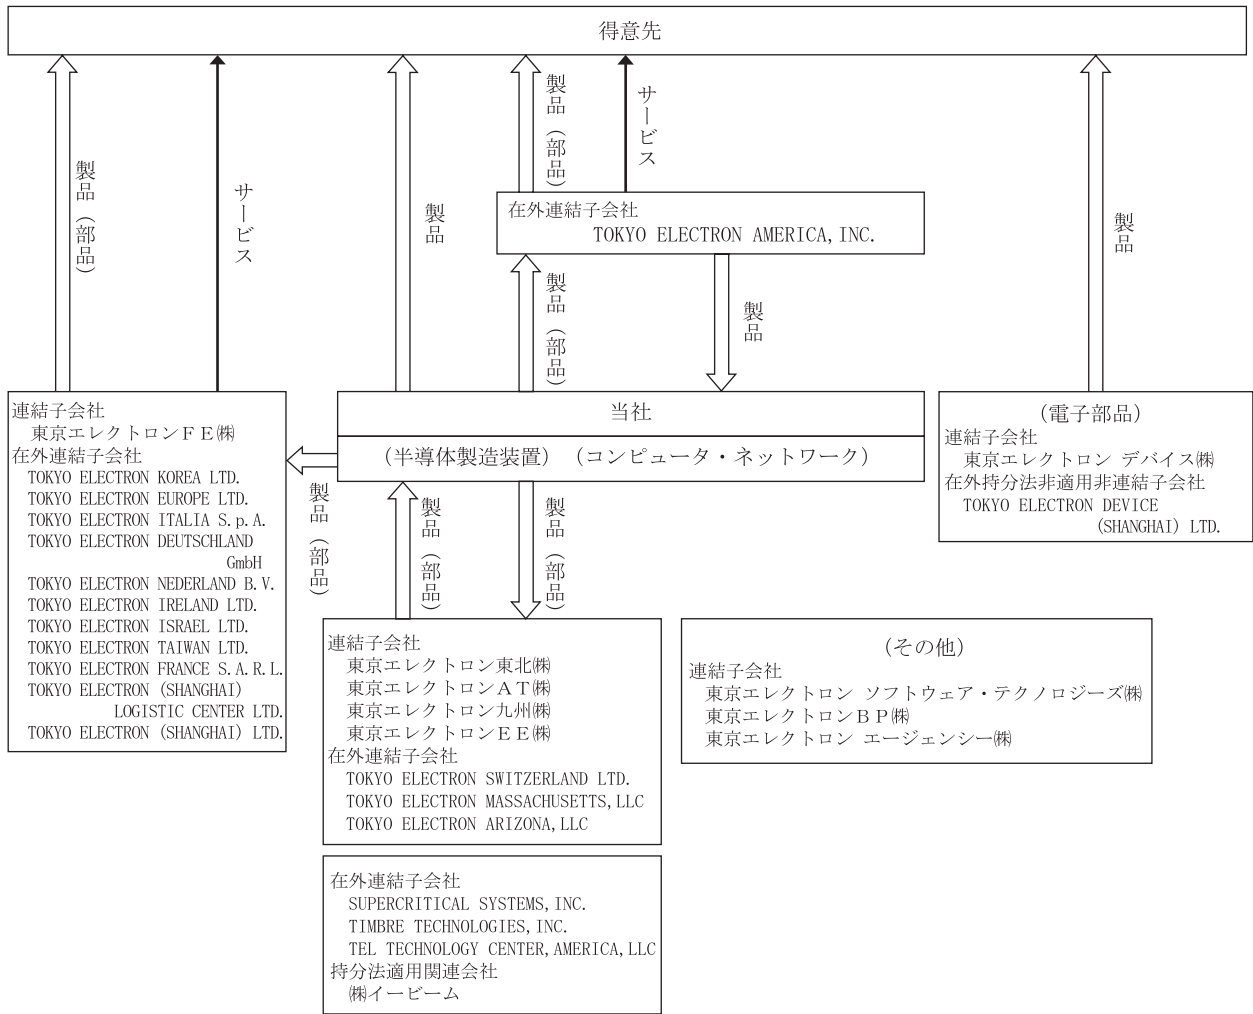 得意先
製品（部品）
サービス
製品
製品（部品）
サービス
製品
在外連結子会社
TOKYO ELECTRON AMERICA, INC.
製品（部品）
製品
連結子会社
東京エレクトロンＦＥ㈱
在外連結子会社
TOKYO ELECTRON KOREA LTD.
TOKYO ELECTRON EUROPE LTD.
TOKYO ELECTRON ITALIA S.p.A.
TOKYO ELECTRON DEUTSCHLAND
GmbH
TOKYO ELECTRON NEDERLAND B.V.
TOKYO ELECTRON IRELAND LTD.
TOKYO ELECTRON ISRAEL LTD.
TOKYO ELECTRON TAIWAN LTD.
TOKYO ELECTRON FRANCE S.A.R.L.
TOKYO ELECTRON (SHANGHAI)
LOGISTIC CENTER LTD.
TOKYO ELECTRON (SHANGHAI) LTD.
当社
（半導体製造装置）（コンピュータ・ネットワーク）
（電子部品）
連結子会社
東京エレクトロン デバイス㈱
在外持分法非適用非連結子会社
TOKYO ELECTRON DEVICE
(SHANGHAI) LTD.
製品（部品）
製品（部品）
製品（部品）
連結子会社
東京エレクトロン東北㈱
東京エレクトロンＡＴ㈱
東京エレクトロン九州㈱
東京エレクトロンＥＥ㈱
在外連結子会社
TOKYO ELECTRON SWITZERLAND LTD.
TOKYO ELECTRON MASSACHUSETTS, LLC
TOKYO ELECTRON ARIZONA, LLC
（その他）
連結子会社
東京エレクトロン ソフトウェア・テクノロジーズ㈱
東京エレクトロンＢＰ㈱
東京エレクトロン エージェンシー㈱
在外連結子会社
SUPERCRITICAL SYSTEMS, INC.
TIMBRE TECHNOLOGIES, INC.
TEL TECHNOLOGY CENTER, AMERICA, LLC
持分法適用関連会社
㈱イービーム